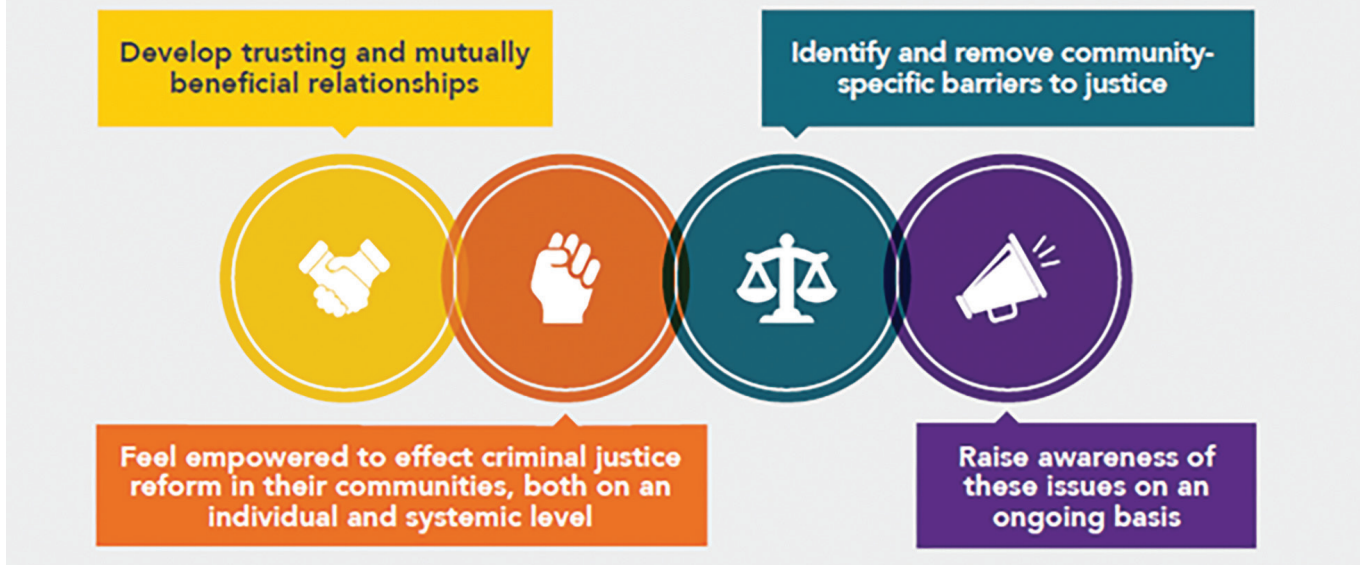 Develop trusting and mutually
beneficial relationships
Identify and remove community-
specific barriers to justice
Feel empowered to effect criminal justice
reform in their communities, both on an
individual and systemic level
Raise awareness of
these issues on an
ongoing basis